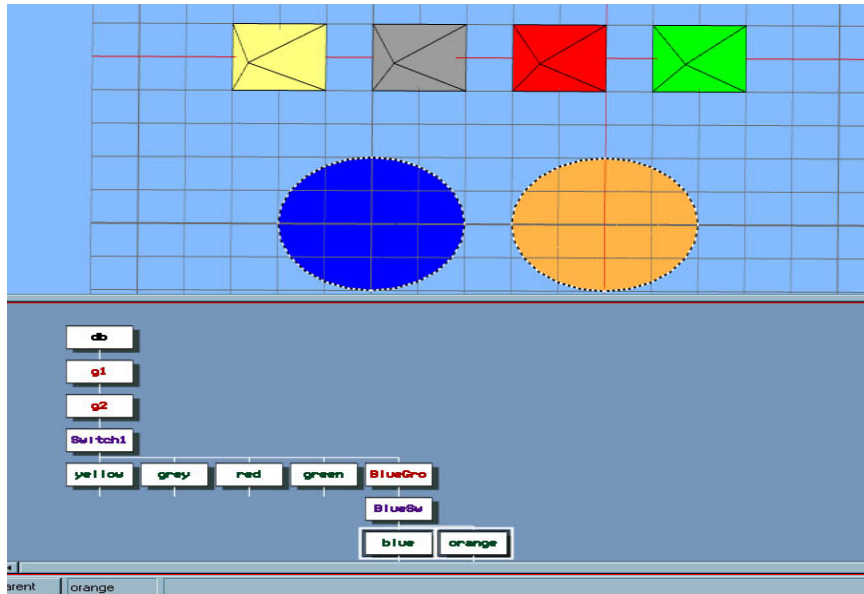 db
g1
g2
Switch1
yellow grey red green BlueGro
BlueSw
blue orange
arent orange